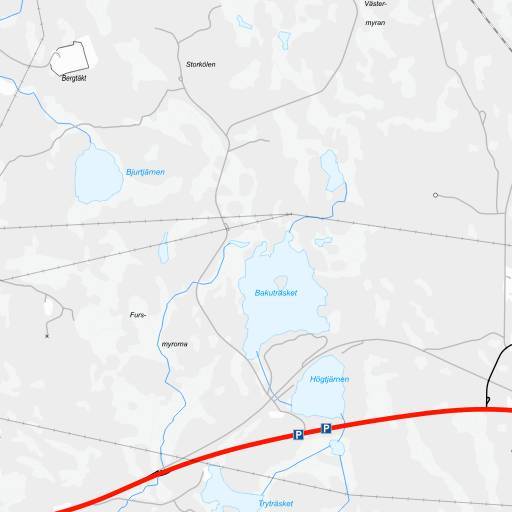 Väster-
myran
Storkölen
Bergtäkt
Bjurtjärnen
Bakuträsket
Furs-
myrorna
Högtjärnen
P
P
Tryträsket